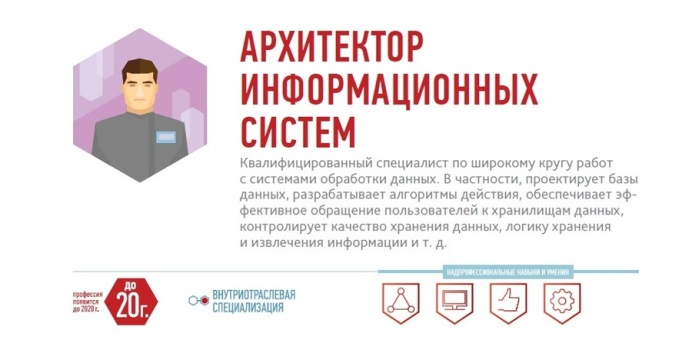 АРХИТЕКТОР
ИНФОРМАЦИОННЫХ
СИСТЕМ
Квалифицированный специалист по широкому кругу работ
с системами обработки данных. В частности, проектирует базы
данных, разрабатывает алгоритмы действия, обеспечивает эф-
фективное обращение пользователей к хранилищам данных,
контролирует качество хранения данных, логику хранения
и извлечения информации и т. д.
НАДПРОФЕССИОНАЛЬНЫЕ НАВЫКИ И УМЕНИЯ
профессия
появится
до 2020 г.
ДО
20г.
ВНУТРИОТРАСЛЕВАЯ
СПЕЦИАЛИЗАЦИЯ